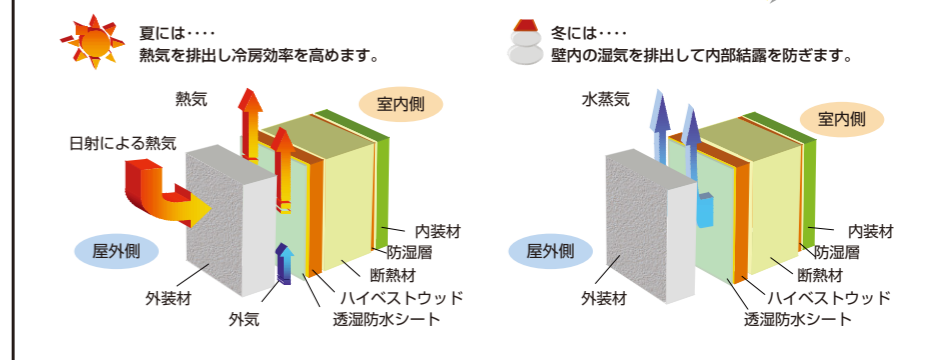 夏には‥‥
熱気を排出し冷房効率を高めます。
熱気
室内側
日射による熱気
屋外側
内装材
防湿層
断熱材
外装材
ハイベストウッド
外気
透湿防水シート
冬には‥‥
壁内の湿気を排出して内部結露を防ぎます。
水蒸気
室内側
屋外側
内装材
防湿層
断熱材
外装材
ハイベストウッド
透湿防水シート